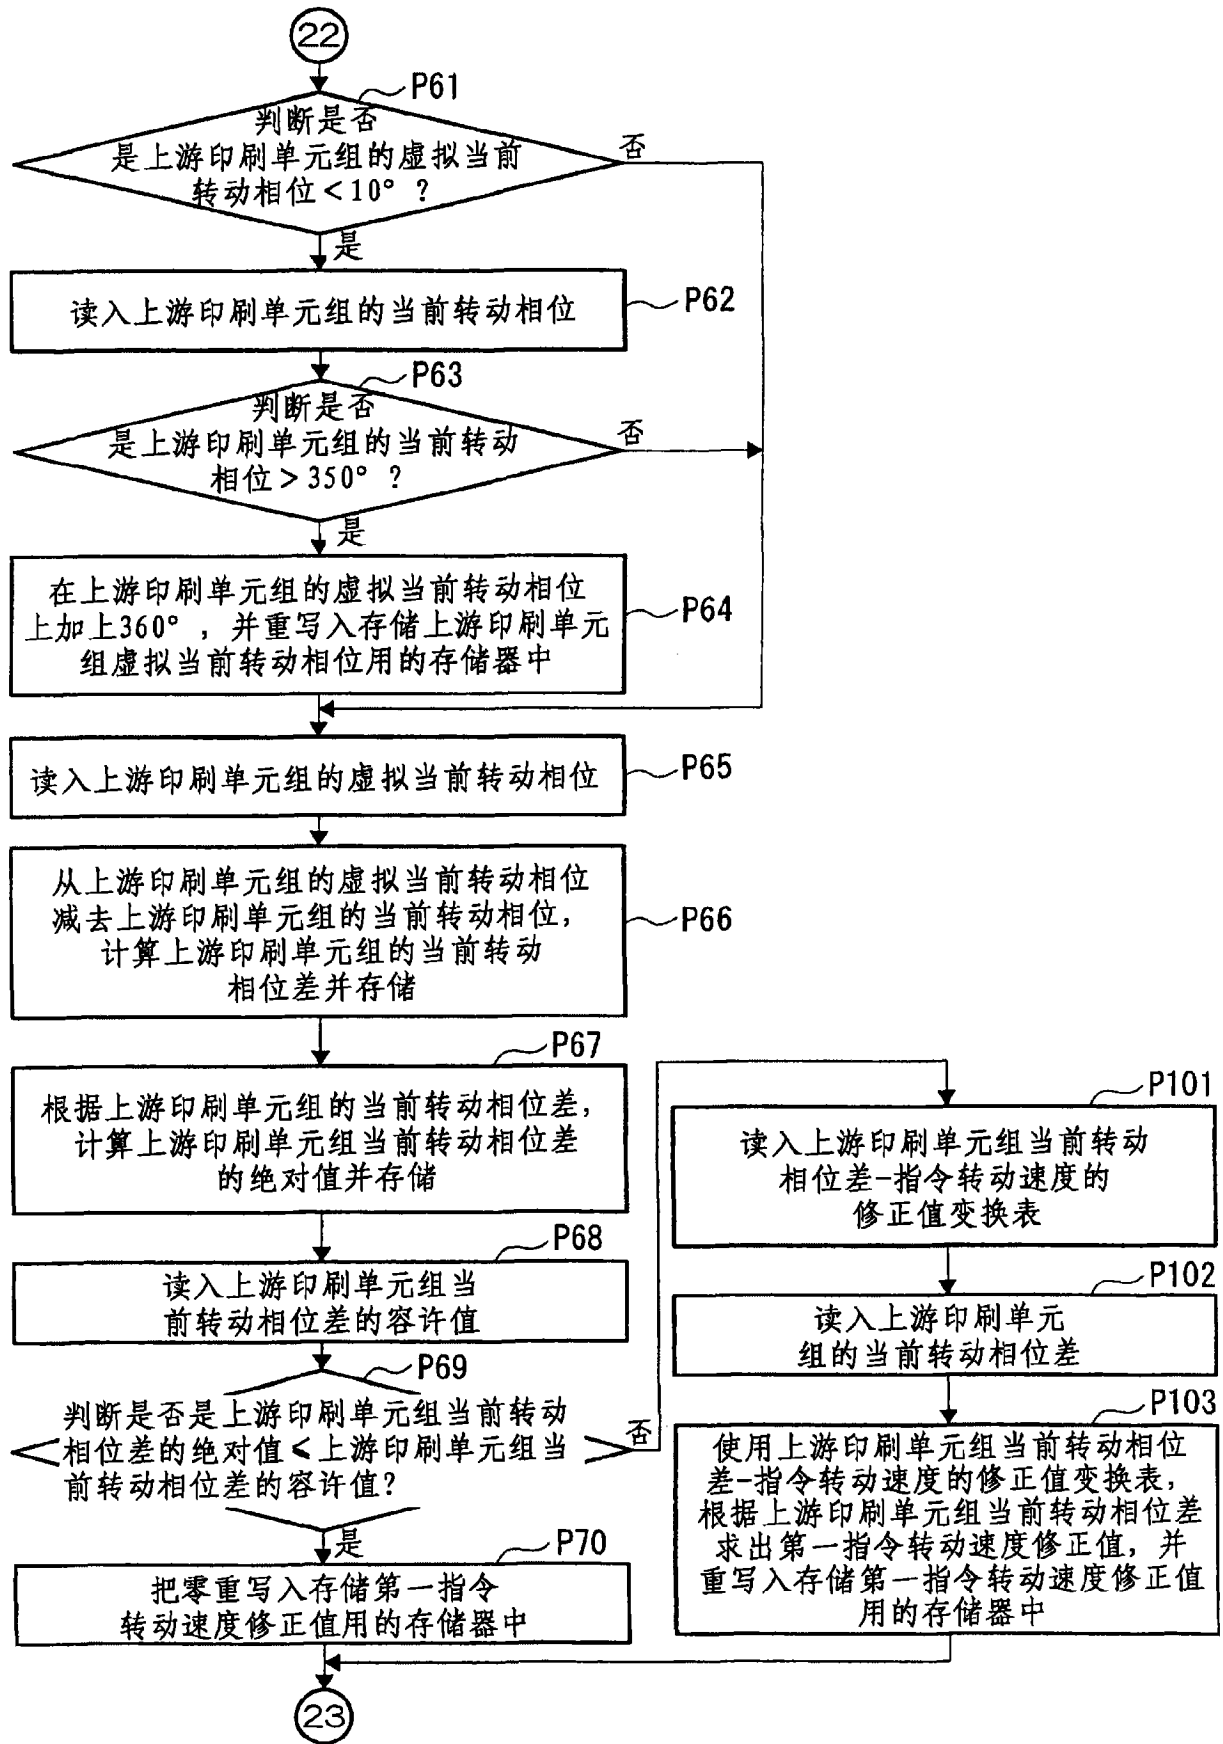 22
P61
判断是否
是上游印刷单元组的虚拟当前
转动相位<10°？
否
是
读入上游印刷单元组的当前转动相位
P62
P63
判断是否
是上游印刷单元组的当前转动
相位>350°？
否
是
在上游印刷单元组的虚拟当前转动相位
上加上360°，并重写入存储上游印刷单元
组虚拟当前转动相位用的存储器中
P64
读入上游印刷单元组的虚拟当前转动相位
P65
从上游印刷单元组的虚拟当前转动相位
减去上游印刷单元组的当前转动相位，
计算上游印刷单元组的当前转动
相位差并存储
P66
P67
根据上游印刷单元组的当前转动相位差，
计算上游印刷单元组当前转动相位差
的绝对值并存储
P68
读入上游印刷单元组当
前转动相位差的容许值
P69
判断是否是上游印刷单元组当前转动
相位差的绝对值≤上游印刷单元组当
前转动相位差的容许值？
否
是
P70
把零重写入存储第一指令
转动速度修正值用的存储器中
P101
读入上游印刷单元组当前转动
相位差-指令转动速度的
修正值变换表
P102
读入上游印刷单元
组的当前转动相位差
P103
使用上游印刷单元组当前转动相位
差-指令转动速度的修正值变换表，
根据上游印刷单元组当前转动相位差
求出第一指令转动速度修正值，并
重写入存储第一指令转动速度修正值
用的存储器中
23